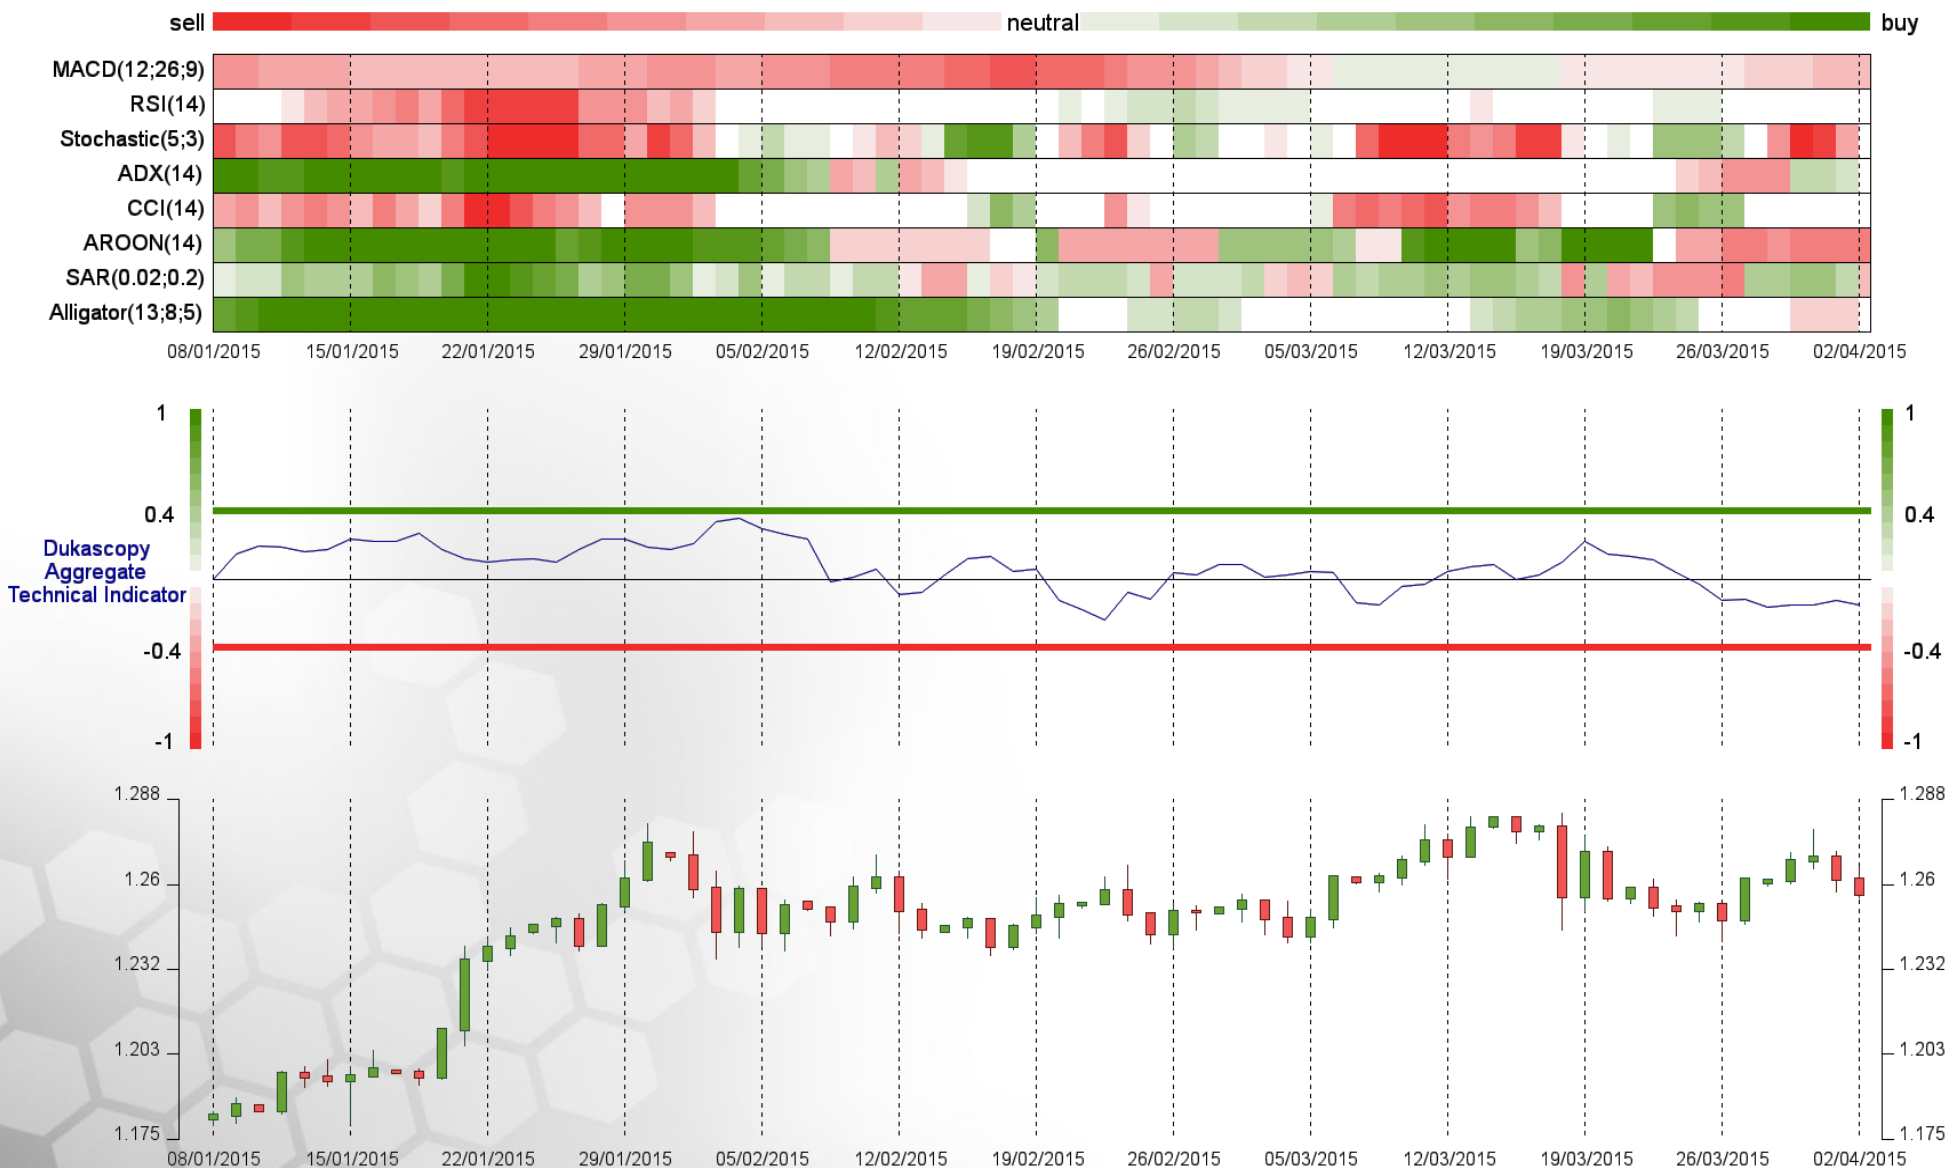 sell neutral buy
MACD(12;26;9)
RSI(14)
Stochastic(5;3)
ADX(14)
CCI(14)
AROON(14)
SAR(0.02;0.2)
Alligator(13;8;5)
08/01/2015 15/01/2015 22/01/2015 29/01/2015 05/02/2015 12/02/2015 19/02/2015 26/02/2015 05/03/2015 12/03/2015 19/03/2015 26/03/2015 02/04/2015
1 1
0.4 0.4
Dukascopy
Aggregate
Technical Indicator
-0.4 -0.4
-1 -1
1.288 1.288
1.26 1.26
1.232 1.232
1.203 1.203
1.175 1.175
08/01/2015 15/01/2015 22/01/2015 29/01/2015 05/02/2015 12/02/2015 19/02/2015 26/02/2015 05/03/2015 12/03/2015 19/03/2015 26/03/2015 02/04/2015